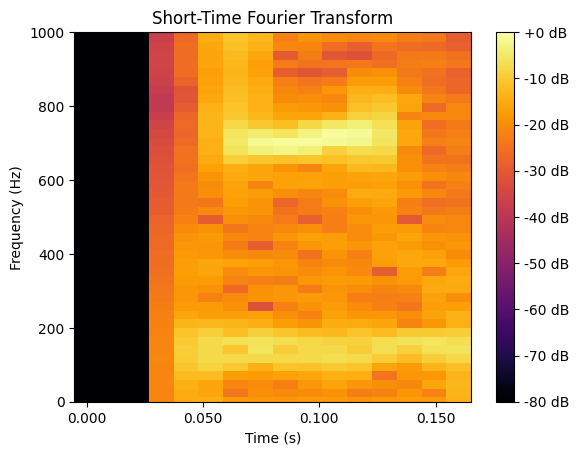 Short-Time Fourier Transform
1000
800
600
400
200
0
Frequency (Hz)
0.000
0.050
0.100
0.150
Time (s)
+0 dB
-10 dB
-20 dB
-30 dB
-40 dB
-50 dB
-60 dB
-70 dB
-80 dB